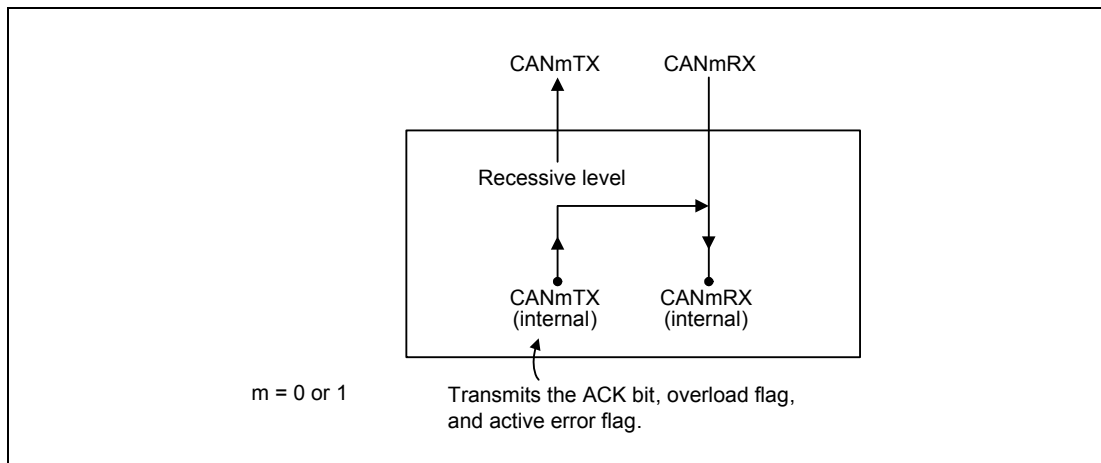 CANmTX CANmRX
Recessive level
CANmTX CANmRX
(internal) (internal)
m = 0 or 1 Transmits the ACK bit, overload flag,
and active error flag.